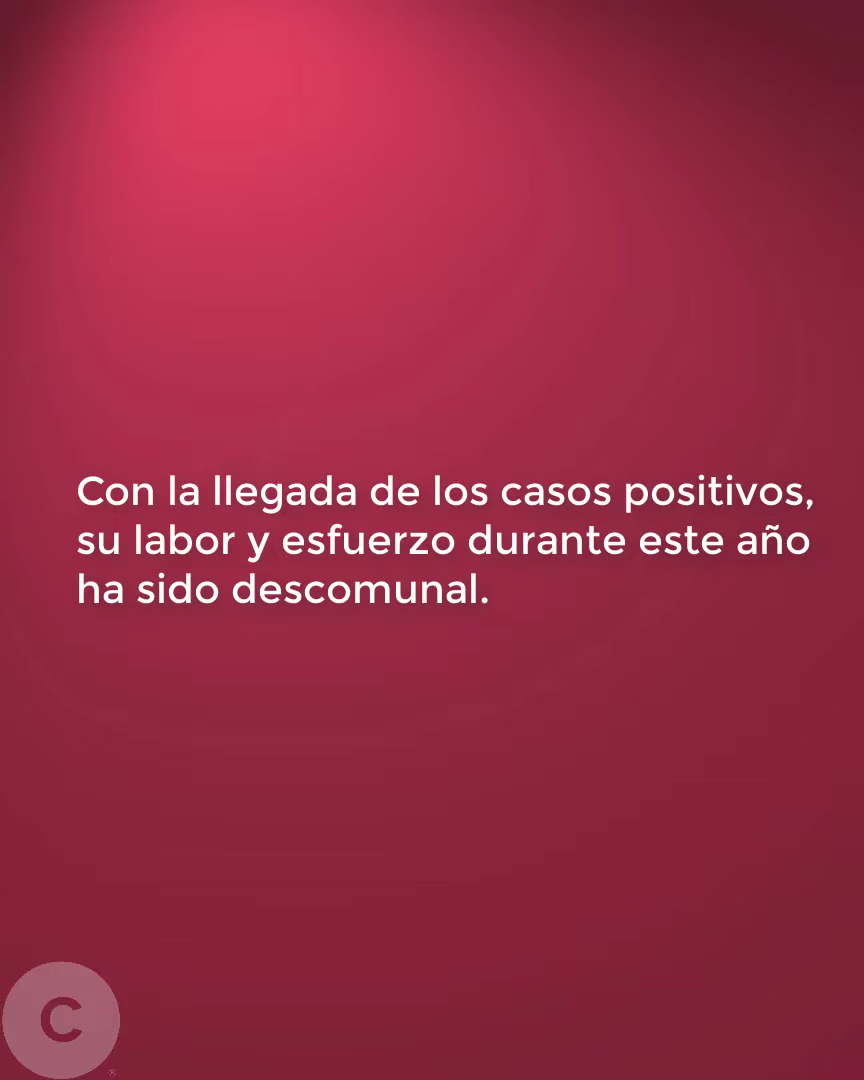 Con la llegada de los casos positivos,
su labor y esfuerzo durante este año
ha sido descomunal.
C
®